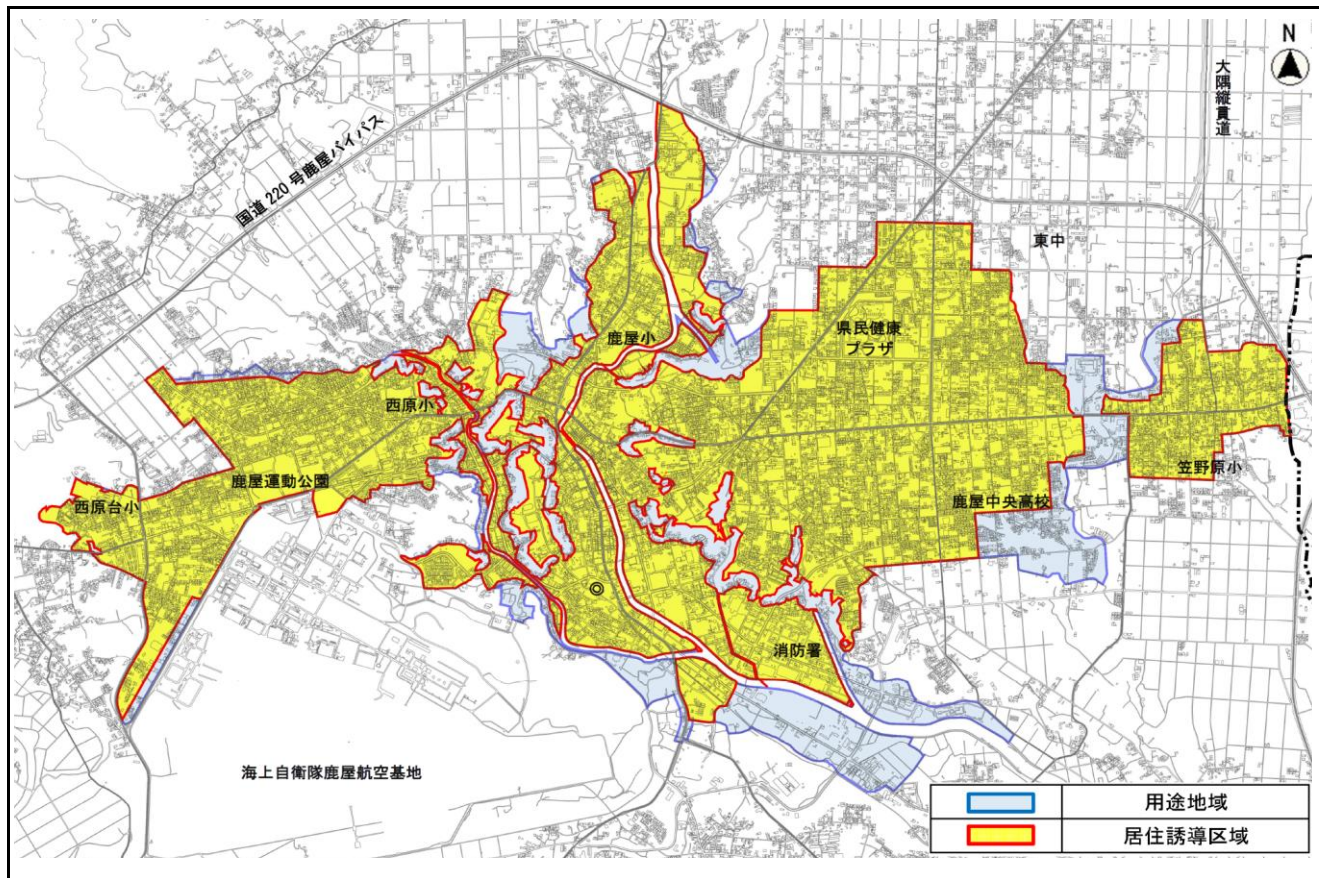 N
大隅縦貫道
国道220号鹿屋バイパス
東中
県民健康
プラザ
鹿屋小
西原小
笠野原小
鹿屋運動公園
鹿屋中央高校
西原台小
消防署
海上自衛隊鹿屋航空基地
用途地域
居住誘導区域